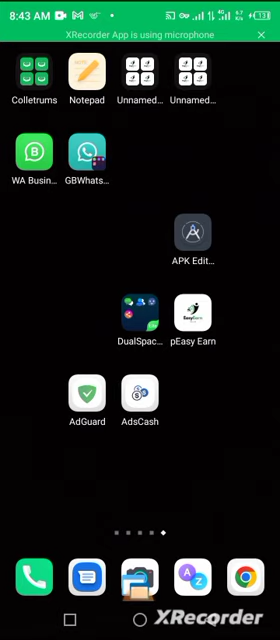 8:43 AM
XRecorder App is using microphone
Colletrums
Notepad
Unnamed...
Unnamed...
WA Busin...
GBWhats...
APK Edit...
DualSpac...
pEasy Earn
AdGuard
AdsCash
XRecorder